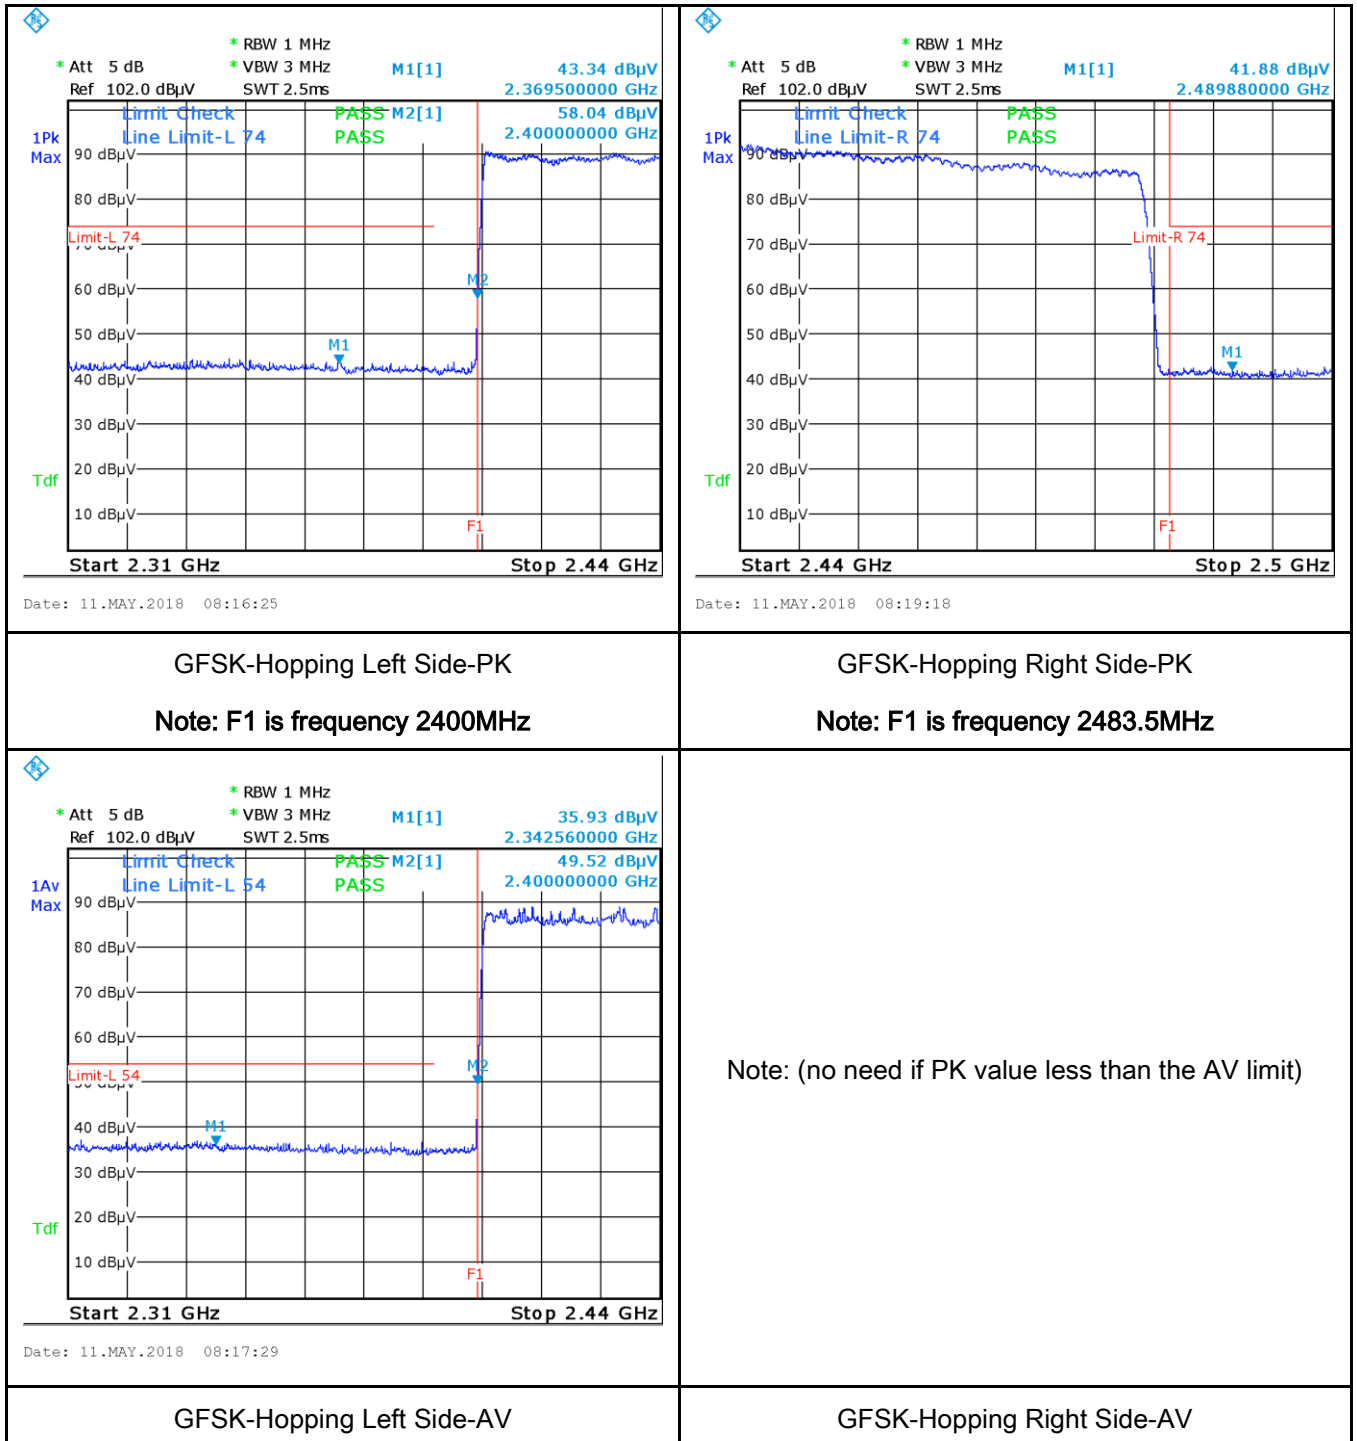 * RBW 1 MHz
* Att 5 dB * VBW 3 MHz M1[1] 43.34 dBµV
Ref 102.0 dBµV SWT 2.5ms 2.369500000 GHz
Limit Check PASS M2[1] 58.04 dBµV
Line Limit-L 74 PASS 2.400000000 GHz
1Pk
Max
90 dBµV
80 dBµV
Limit-L 74
70 dBµV
M2
60 dBµV
50 dBµV
M1
40 dBµV
30 dBµV
20 dBµV
Tdf
10 dBµV
F1
Start 2.31 GHz Stop 2.44 GHz
Date: 11.MAY.2018 08:16:25
GFSK-Hopping Left Side-PK
Note: F1 is frequency 2400MHz
* RBW 1 MHz
* Att 5 dB * VBW 3 MHz M1[1] 41.88 dBµV
Ref 102.0 dBµV SWT 2.5ms 2.489880000 GHz
Limit Check PASS
Line Limit-R 74 PASS
1Pk
Max
90 dBµV
80 dBµV
Limit-R 74
70 dBµV
60 dBµV
50 dBµV
M1
40 dBµV
30 dBµV
20 dBµV
Tdf
10 dBµV
F1
Start 2.44 GHz Stop 2.5 GHz
Date: 11.MAY.2018 08:19:18
GFSK-Hopping Right Side-PK
Note: F1 is frequency 2483.5MHz
* RBW 1 MHz
* Att 5 dB * VBW 3 MHz M1[1] 35.93 dBµV
Ref 102.0 dBµV SWT 2.5ms 2.342560000 GHz
Limit Check PASS M2[1] 49.52 dBµV
Line Limit-L 54 PASS 2.400000000 GHz
1Av
Max
90 dBµV
80 dBµV
70 dBµV
60 dBµV
M2
Limit-L 54
50 dBµV
40 dBµV
M1
30 dBµV
20 dBµV
Tdf
10 dBµV
F1
Start 2.31 GHz Stop 2.44 GHz
Date: 11.MAY.2018 08:17:29
GFSK-Hopping Left Side-AV
Note: (no need if PK value less than the AV limit)
GFSK-Hopping Right Side-AV